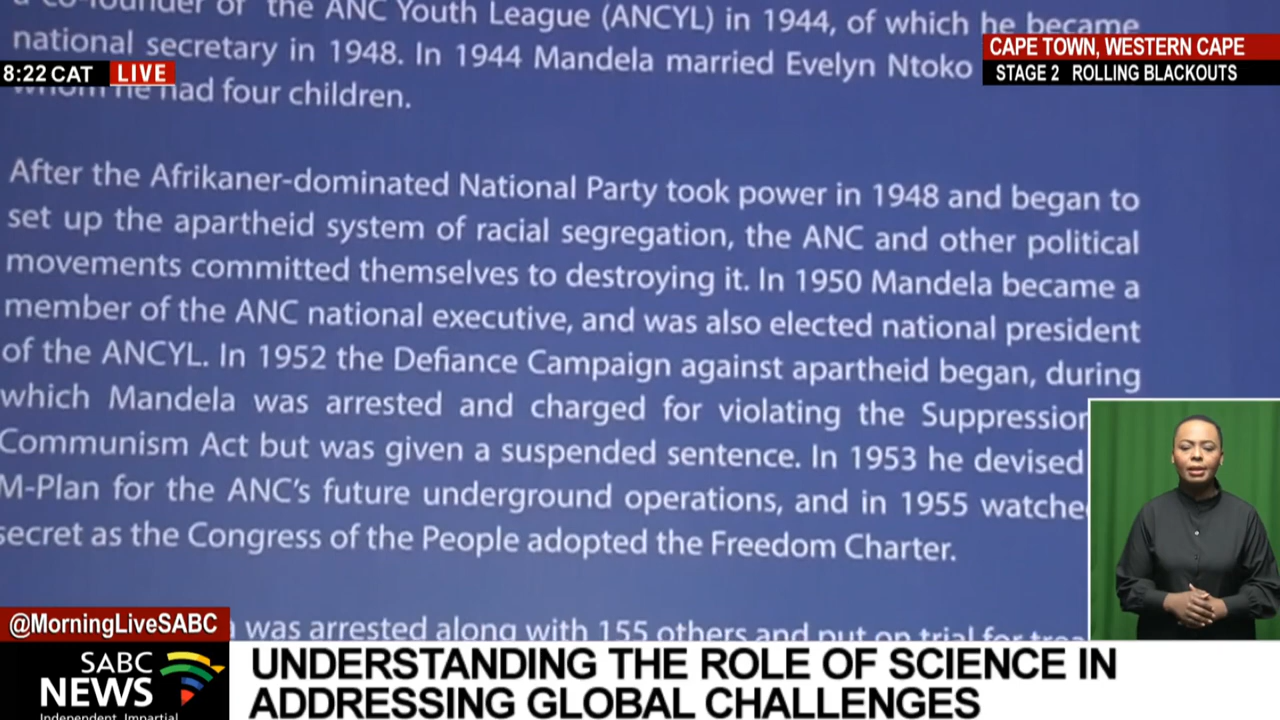 a co-founder of the ANC Youth League (ANCYL) in 1944, of which he became
national secretary in 1948. In 1944 Mandela married Evelyn Ntoko
whom he had four children.
CAPE TOWN, WESTERN CAPE
STAGE 2 ROLLING BLACKOUTS
8:22 CAT LIVE
After the Afrikaner-dominated National Party took power in 1948 and began to
set up the apartheid system of racial segregation, the ANC and other political
movements committed themselves to destroying it. In 1950 Mandela became a
member of the ANC national executive, and was also elected national president
of the ANCYL. In 1952 the Defiance Campaign against apartheid began, during
which Mandela was arrested and charged for violating the Suppression
Communism Act but was given a suspended sentence. In 1953 he devised
M-Plan for the ANC's future underground operations, and in 1955 watche
secret as the Congress of the People adopted the Freedom Charter.
was arrested along with 155 others and put on trial for
@MorningLiveSABC
SABC
NEWS
Independent. Impartial
UNDERSTANDING THE ROLE OF SCIENCE IN
ADDRESSING GLOBAL CHALLENGES